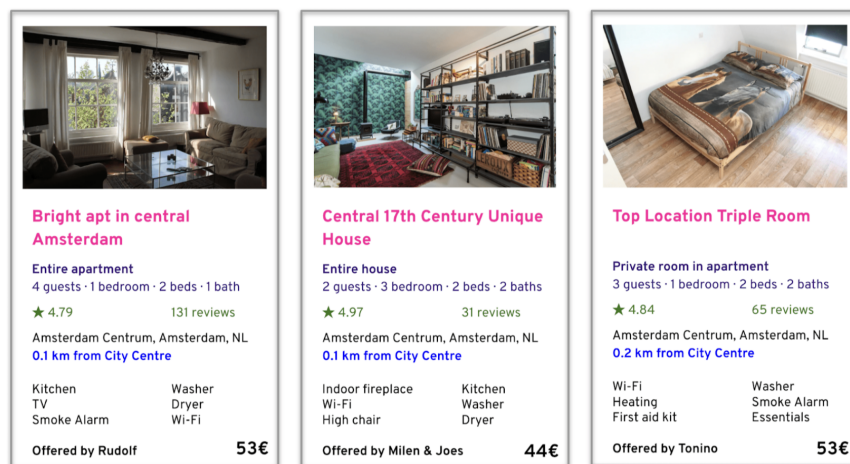 Bright apt in central
Amsterdam
Entire apartment
4 guests · 1 bedroom · 2 beds · 1 bath
★ 4.79 131 reviews
Amsterdam Centrum, Amsterdam, NL
0.1 km from City Centre
Kitchen Washer
TV Dryer
Smoke Alarm Wi-Fi
Offered by Rudolf 53€
Central 17th Century Unique
House
Entire house
2 guests · 3 bedroom · 2 beds · 2 baths
★ 4.97 31 reviews
Amsterdam Centrum, Amsterdam, NL
0.1 km from City Centre
Indoor fireplace Kitchen
Wi-Fi Washer
High chair Dryer
Offered by Milen & Joes 44€
Top Location Triple Room
Private room in apartment
3 guests · 1 bedroom · 2 beds · 2 baths
★ 4.84 65 reviews
Amsterdam Centrum, Amsterdam, NL
0.2 km from City Centre
Wi-Fi Washer
Heating Smoke Alarm
First aid kit Essentials
Offered by Tonino 53€